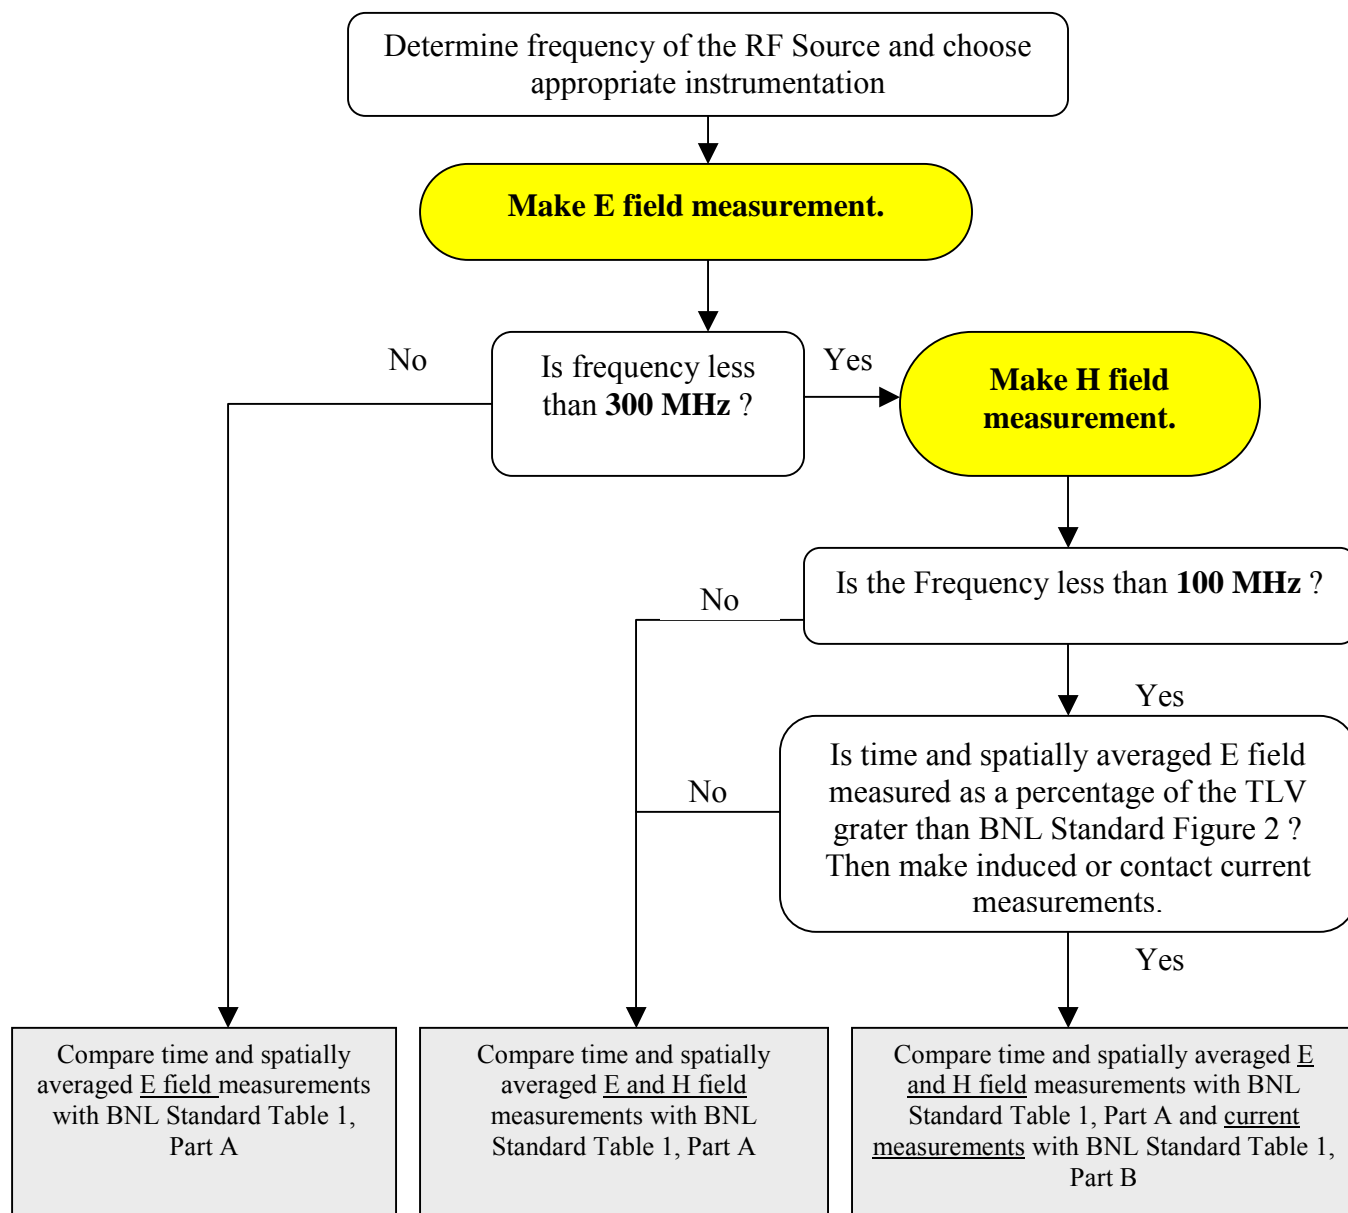 Determine frequency of the RF Source and choose
appropriate instrumentation
Make E field measurement.
No
Is frequency less
than 300 MHz ?
Yes
Make H field
measurement.
Is the Frequency less than 100 MHz ?
No
Yes
Is time and spatially averaged E field
measured as a percentage of the TLV
grater than BNL Standard Figure 2 ?
Then make induced or contact current
measurements.
No
Yes
Compare time and spatially
averaged E field measurements
with BNL Standard Table 1,
Part A
Compare time and spatially
averaged E and H field
measurements with BNL
Standard Table 1, Part A
Compare time and spatially averaged E
and H field measurements with BNL
Standard Table 1, Part A and current
measurements with BNL Standard Table 1,
Part B